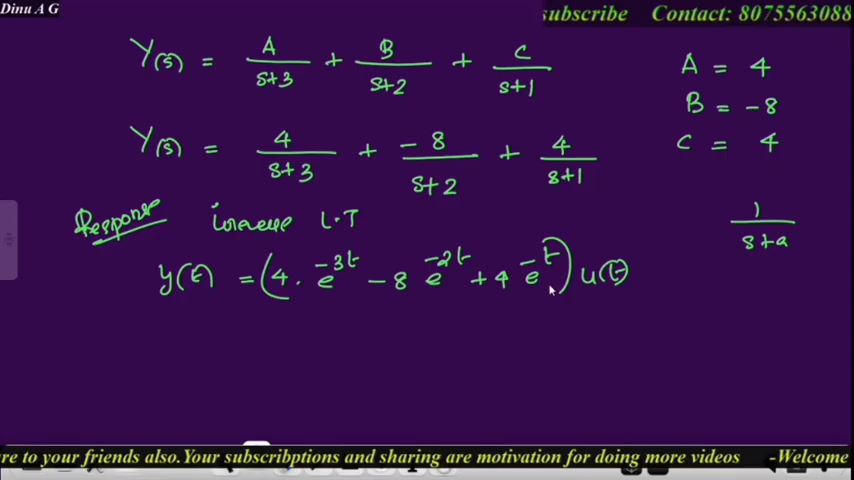 Dinu A G
subscribe Contact: 8075563088
Y(s) = A/(s+3) + B/(s+2) + C/(s+1)
A = 4
B = -8
C = 4
Y(s) = 4/(s+3) + -8/(s+2) + 4/(s+1)
1/(s+a)
Response inverse L.T
y(t) = (4. e^-3t - 8 e^-2t + 4 e^-t) u(t)
re to your friends also.Your subscribptions and sharing are motivation for doing more videos -Welcome